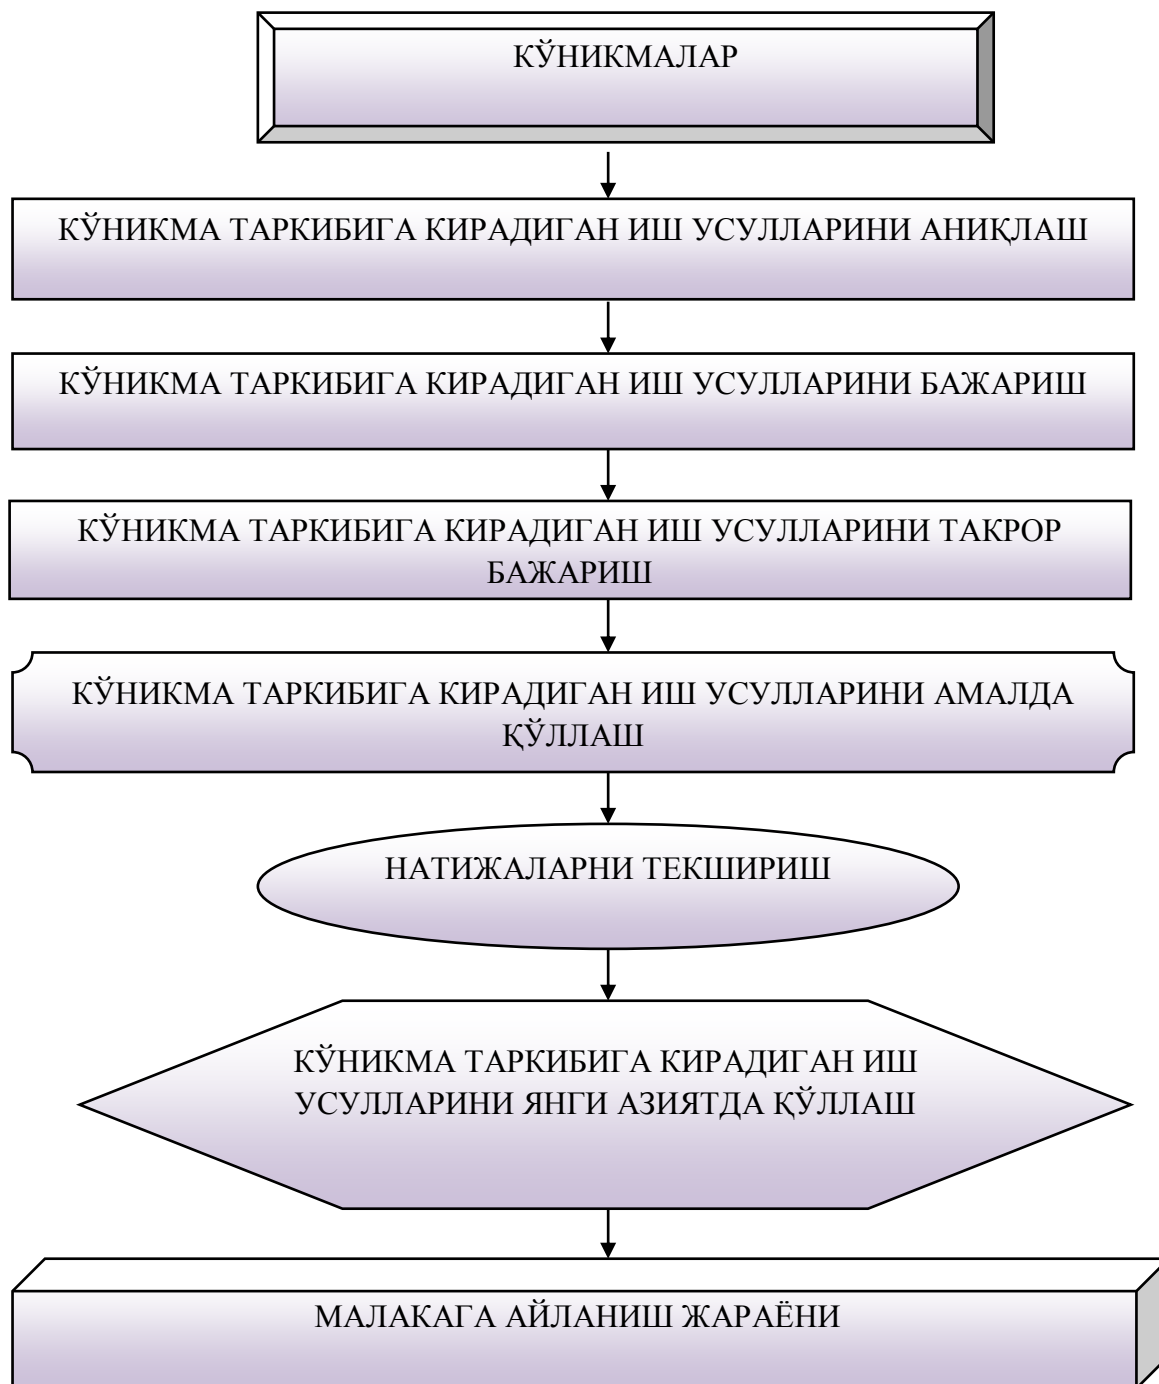 КЎНИКМАЛАР
КЎНИКМА ТАРКИБИГА КИРАДИГАН ИШ УСУЛЛАРИНИ АНИҚЛАШ
КЎНИКМА ТАРКИБИГА КИРАДИГАН ИШ УСУЛЛАРИНИ БАЖАРИШ
КЎНИКМА ТАРКИБИГА КИРАДИГАН ИШ УСУЛЛАРИНИ ТАКРОР
БАЖАРИШ
КЎНИКМА ТАРКИБИГА КИРАДИГАН ИШ УСУЛЛАРИНИ АМАЛДА
ҚЎЛЛАШ
НАТИЖАЛАРНИ ТЕКШИРИШ
КЎНИКМА ТАРКИБИГА КИРАДИГАН ИШ
УСУЛЛАРИНИ ЯНГИ АЗИЯТДА ҚЎЛЛАШ
МАЛАКАГА АЙЛАНИШ ЖАРАЁНИ